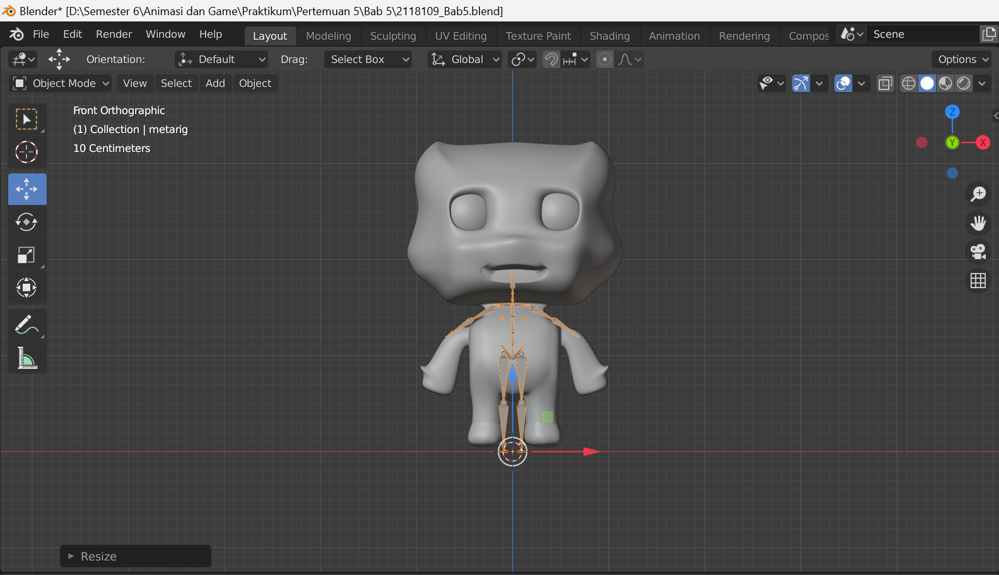 Blender* [D:\Semester 6\Animasi dan Game\Praktikum\Pertemuan 5\Bab 5\2118109_Bab5.blend]
File Edit Render Window Help Layout Modeling Sculpting UV Editing Texture Paint Shading Animation Rendering Compos Scene
Orientation: Default Drag: Select Box Global Options
Object Mode View Select Add Object
Front Orthographic
(1) Collection | metarig
10 Centimeters
Z
Y X
Resize